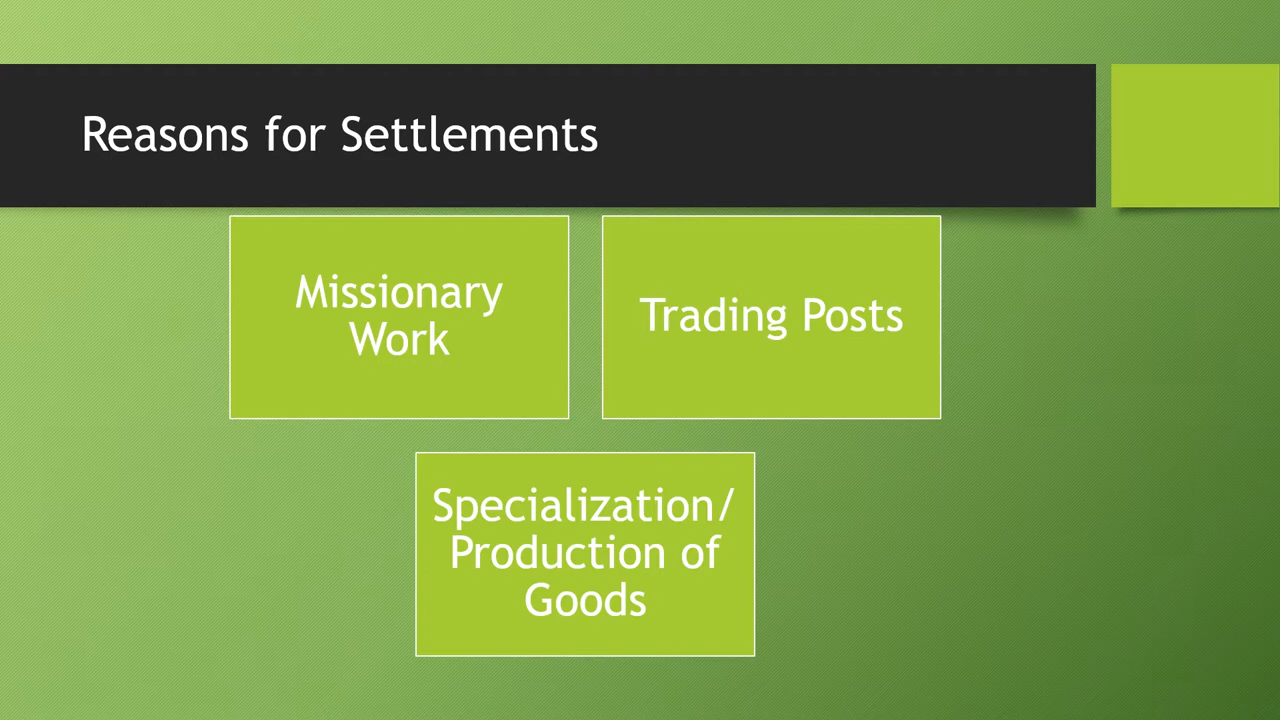 Reasons for Settlements
Missionary
Work
Trading Posts
Specialization/
Production of
Goods